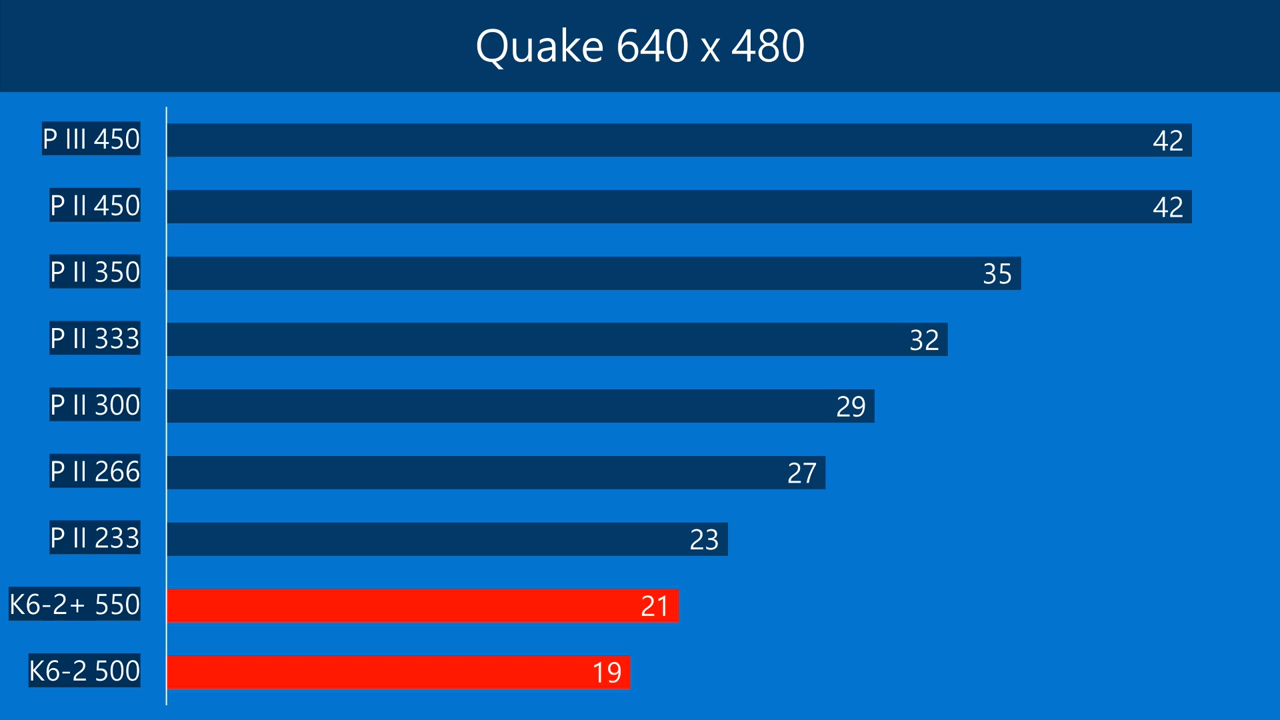 Quake 640 x 480
P III 450 42
P II 450 42
P II 350 35
P II 333 32
P II 300 29
P II 266 27
P II 233 23
K6-2+ 550 21
K6-2 500 19